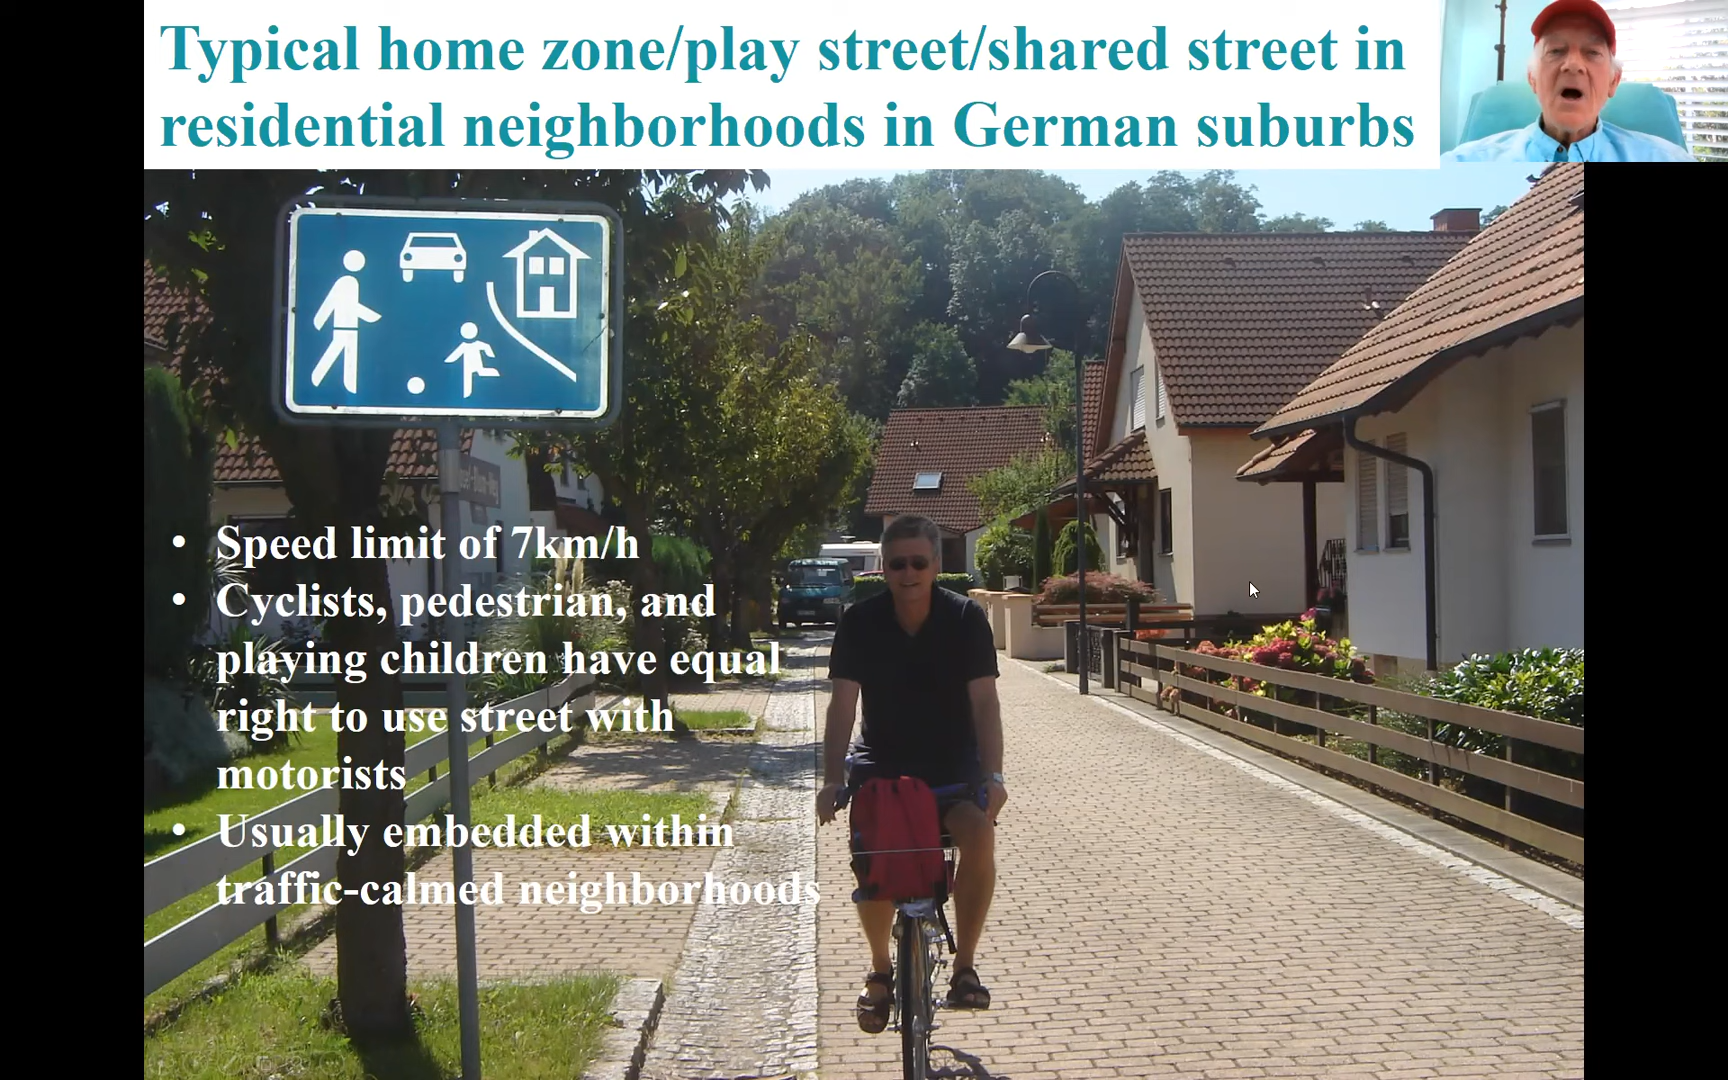 Typical home zone/play street/shared street in
residential neighborhoods in German suburbs
• Speed limit of 7km/h
• Cyclists, pedestrian, and
playing children have equal
right to use street with
motorists
• Usually embedded within
traffic-calmed neighborhoods